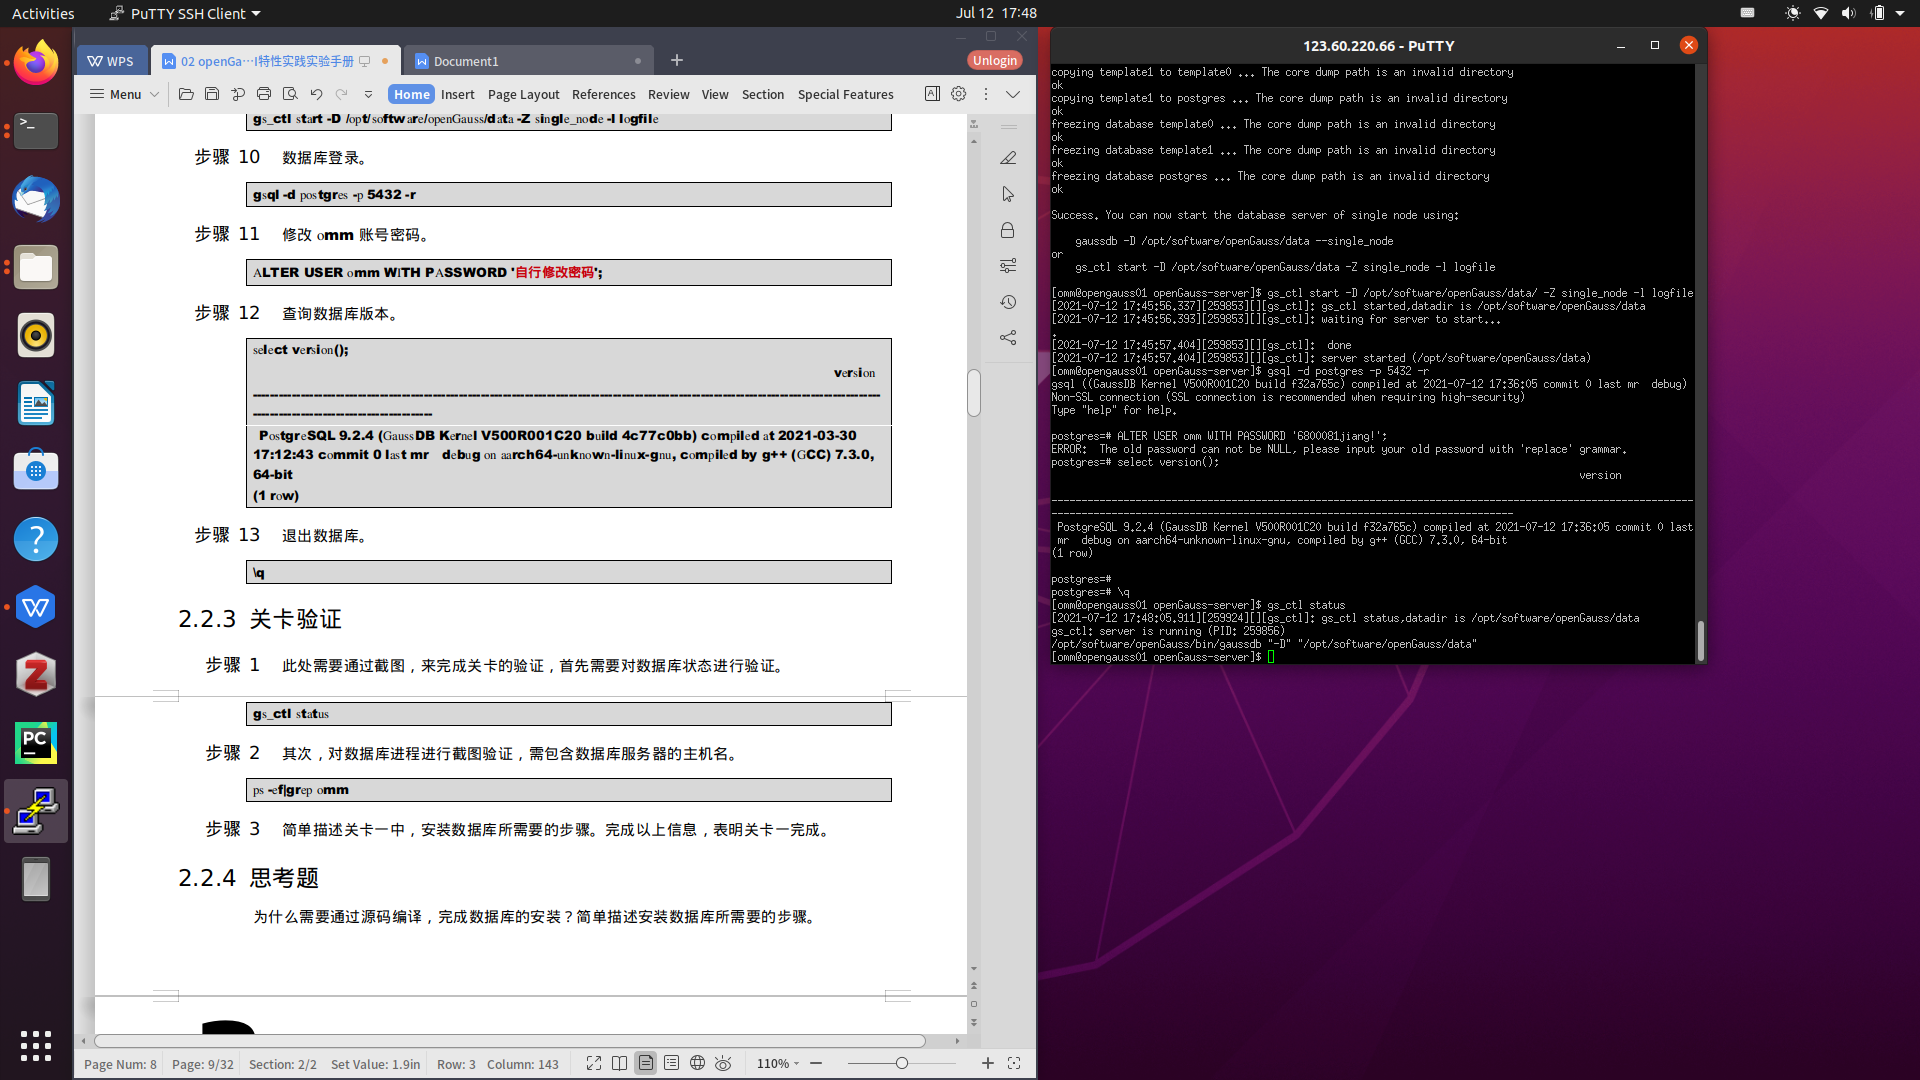 Activities
PuTTY SSH Client
Jul 12 17:48
WPS
02 openGa···I特性实践实验手册
Document1
Unlogin
Menu
Home
Insert
Page Layout
References
Review
View
Section
Special Features
gs_ctl start -D /opt/software/openGauss/data -Z single_node -l logfile
步骤 10 数据库登录。
gsql -d postgres -p 5432 -r
步骤 11 修改 omm 账号密码。
ALTER USER omm WITH PASSWORD '自行修改密码';
步骤 12 查询数据库版本。
select version();
version
PostgreSQL 9.2.4 (GaussDB Kernel V500R001C20 build 4c77c0bb) compiled at 2021-03-30
17:12:43 commit 0 last mr debug on aarch64-unknown-linux-gnu, compiled by g++ (GCC) 7.3.0,
64-bit
(1 row)
步骤 13 退出数据库。
\q
2.2.3 关卡验证
步骤 1 此处需要通过截图，来完成关卡的验证，首先需要对数据库状态进行验证。
gs_ctl status
步骤 2 其次，对数据库进程进行截图验证，需包含数据库服务器的主机名。
ps -ef|grep omm
步骤 3 简单描述关卡一中，安装数据库所需要的步骤。完成以上信息，表明关卡一完成。
2.2.4 思考题
为什么需要通过源码编译，完成数据库的安装？简单描述安装数据库所需要的步骤。
Page Num: 8
Page: 9/32
Section: 2/2
Set Value: 1.9in
Row: 3
Column: 143
110%
123.60.220.66 - PuTTY
copying template1 to template0 ... The core dump path is an invalid directory
ok
copying template1 to postgres ... The core dump path is an invalid directory
ok
freezing database template0 ... The core dump path is an invalid directory
ok
freezing database template1 ... The core dump path is an invalid directory
ok
freezing database postgres ... The core dump path is an invalid directory
ok
Success. You can now start the database server of single node using:
gaussdb -D /opt/software/openGauss/data --single_node
or
gs_ctl start -D /opt/software/openGauss/data -Z single_node -l logfile
[omm@opengauss01 openGauss-server]$ gs_ctl start -D /opt/software/openGauss/data/ -Z single_node -l logfile
[2021-07-12 17:45:56.337][259853][][gs_ctl]: gs_ctl started,datadir is /opt/software/openGauss/data
[2021-07-12 17:45:56.393][259853][][gs_ctl]: waiting for server to start...
.
[2021-07-12 17:45:57.404][259853][][gs_ctl]: done
[2021-07-12 17:45:57.404][259853][][gs_ctl]: server started (/opt/software/openGauss/data)
[omm@opengauss01 openGauss-server]$ gsql -d postgres -p 5432 -r
gsql ((GaussDB Kernel V500R001C20 build f32a765c) compiled at 2021-07-12 17:36:05 commit 0 last mr debug)
Non-SSL connection (SSL connection is recommended when requiring high-security)
Type "help" for help.
postgres=# ALTER USER omm WITH PASSWORD '6800081jiang!';
ERROR: The old password can not be NULL, please input your old password with 'replace' grammar.
postgres=# select version();
version
PostgreSQL 9.2.4 (GaussDB Kernel V500R001C20 build f32a765c) compiled at 2021-07-12 17:36:05 commit 0 last
mr debug on aarch64-unknown-linux-gnu, compiled by g++ (GCC) 7.3.0, 64-bit
(1 row)
postgres=#
postgres=# \q
[omm@opengauss01 openGauss-server]$ gs_ctl status
[2021-07-12 17:48:05.911][259924][][gs_ctl]: gs_ctl status,datadir is /opt/software/openGauss/data
gs_ctl: server is running (PID: 259856)
/opt/software/openGauss/bin/gaussdb "-D" "/opt/software/openGauss/data"
[omm@opengauss01 openGauss-server]$